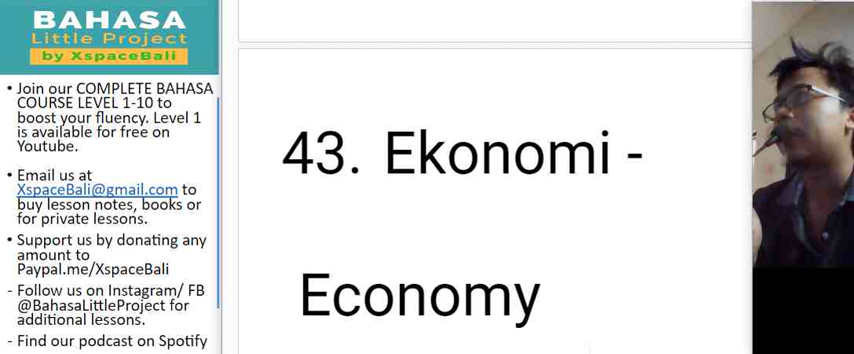 BAHASA
Little Project
by XspaceBali
• Join our COMPLETE BAHASA
COURSE LEVEL 1-10 to
boost your fluency. Level 1
is available for free on
Youtube.
• Email us at
XspaceBali@gmail.com to
buy lesson notes, books or
for private lessons.
• Support us by donating any
amount to
Paypal.me/XspaceBali
- Follow us on Instagram/ FB
@BahasaLittleProject for
additional lessons.
- Find our podcast on Spotify
43. Ekonomi -
Economy